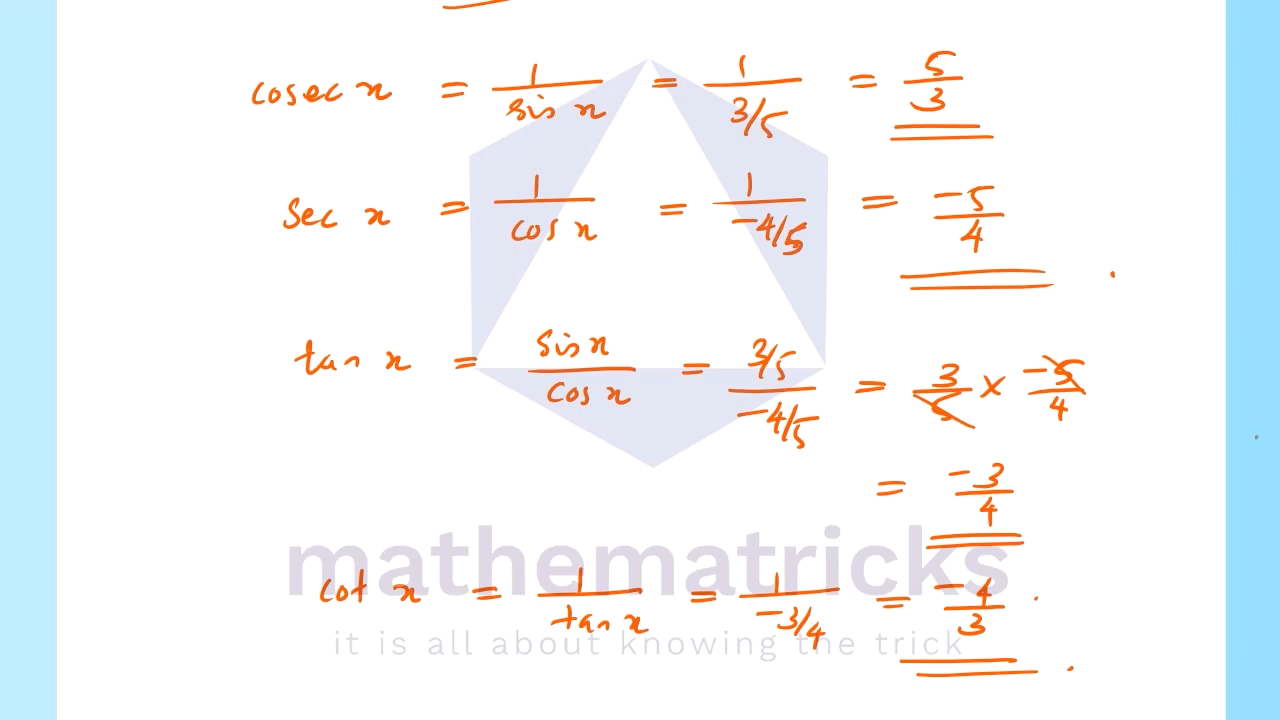 cosec x = 1/sin x = 1/(3/5) = 5/3
sec x = 1/cos x = 1/(-4/5) = -5/4
tan x = sin x/cos x = (3/5)/(-4/5) = 3/5 × -5/4
= -3/4
mathematricks
cot x = 1/tan x = 1/(-3/4) = -4/3
it is all about knowing the trick